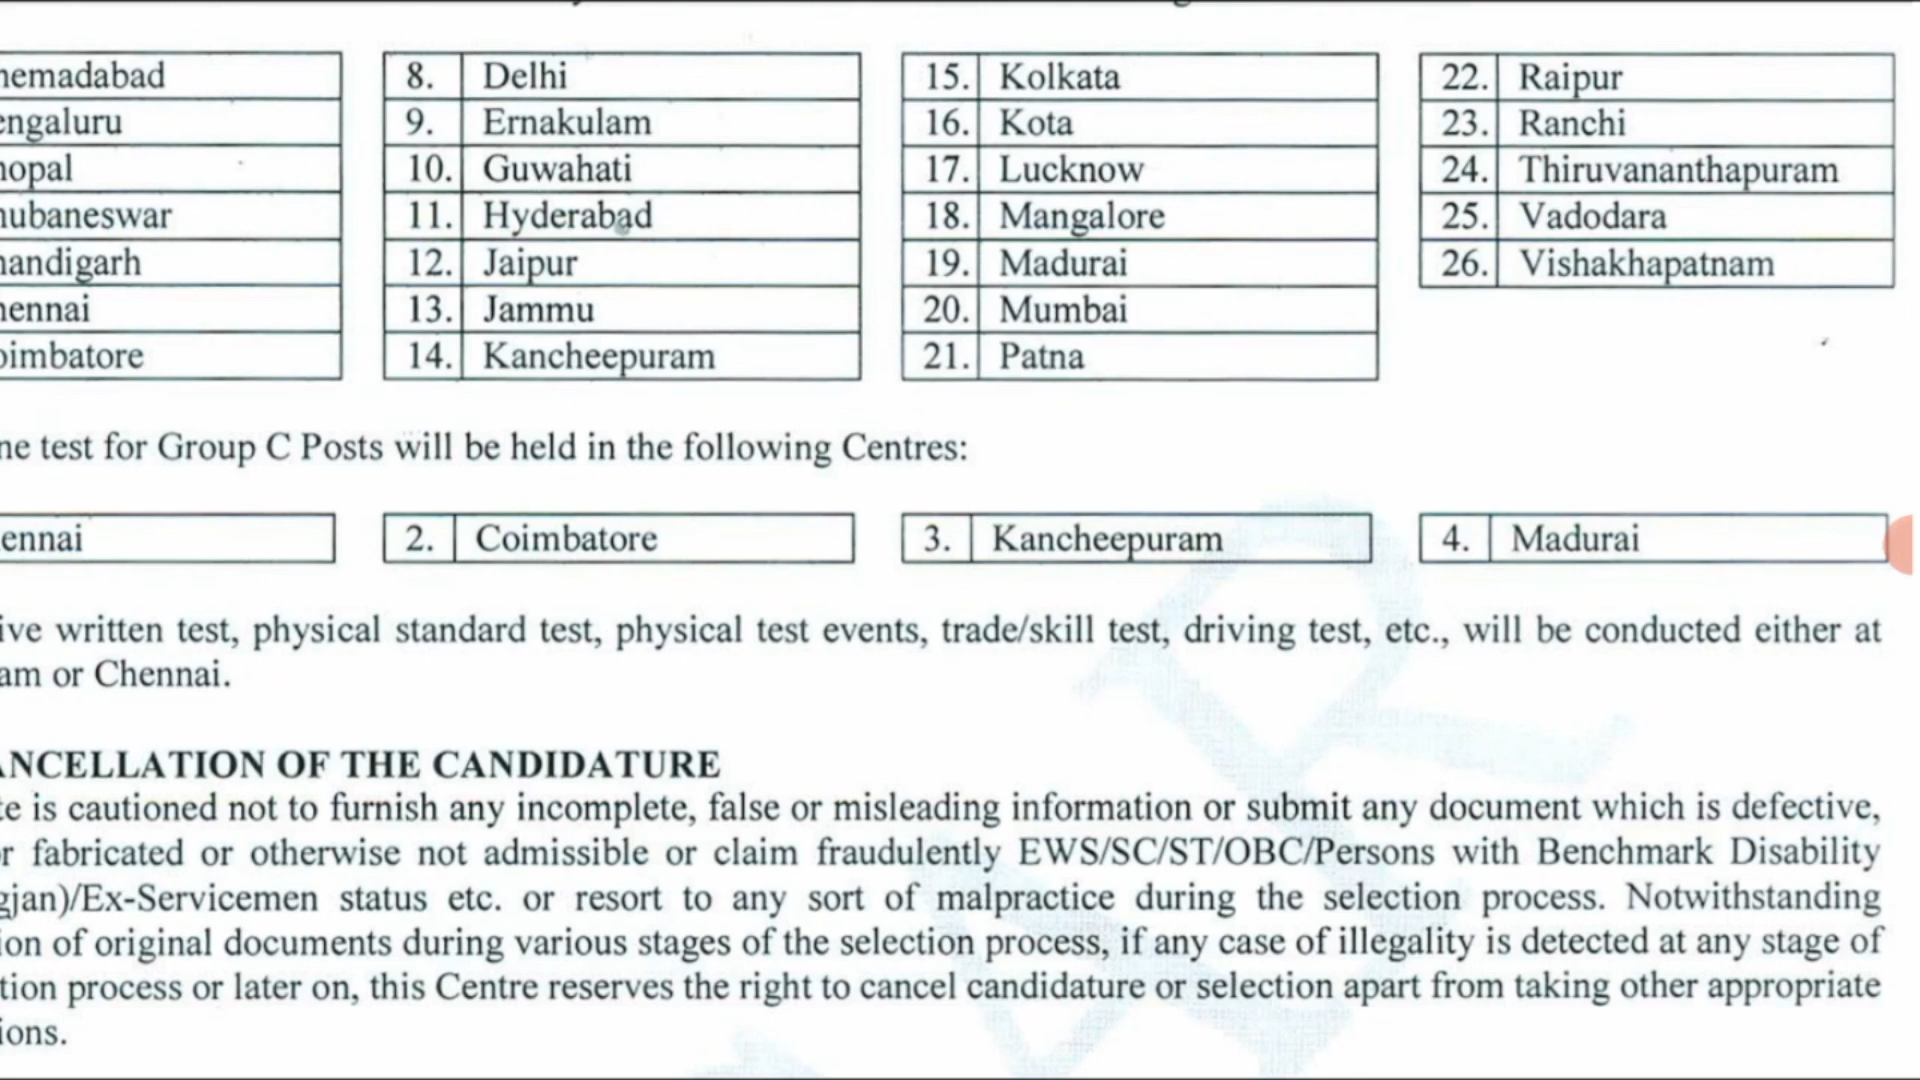 hemadabad 8. Delhi 15. Kolkata 22. Raipur
engaluru 9. Ernakulam 16. Kota 23. Ranchi
hopal 10. Guwahati 17. Lucknow 24. Thiruvananthapuram
hubaneswar 11. Hyderabad 18. Mangalore 25. Vadodara
handigarh 12. Jaipur 19. Madurai 26. Vishakhapatnam
hennai 13. Jammu 20. Mumbai
oimbatore 14. Kancheepuram 21. Patna
ne test for Group C Posts will be held in the following Centres:
ennai 2. Coimbatore 3. Kancheepuram 4. Madurai
ive written test, physical standard test, physical test events, trade/skill test, driving test, etc., will be conducted either at
am or Chennai.
ANCELLATION OF THE CANDIDATURE
te is cautioned not to furnish any incomplete, false or misleading information or submit any document which is defective,
r fabricated or otherwise not admissible or claim fraudulently EWS/SC/ST/OBC/Persons with Benchmark Disability
gjan)/Ex-Servicemen status etc. or resort to any sort of malpractice during the selection process. Notwithstanding
ion of original documents during various stages of the selection process, if any case of illegality is detected at any stage of
tion process or later on, this Centre reserves the right to cancel candidature or selection apart from taking other appropriate
ions.